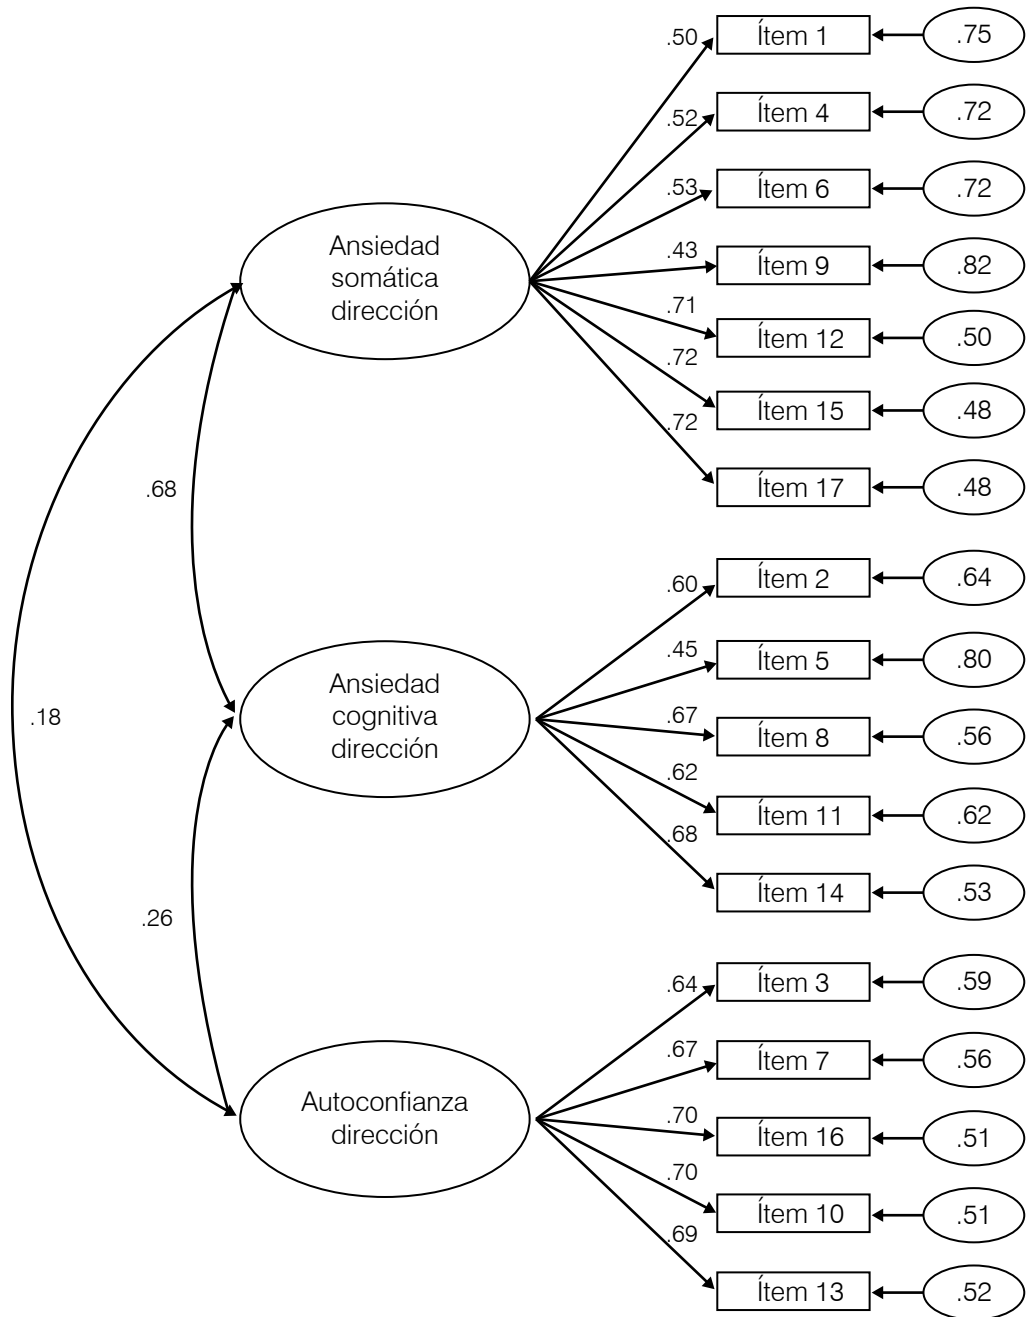 .50
Ítem 1
.75
.52
Ítem 4
.72
.53
Ítem 6
.72
Ansiedad
somática
dirección
.43
Ítem 9
.82
.71
Ítem 12
.50
.72
Ítem 15
.48
.72
Ítem 17
.48
.68
.60
Ítem 2
.64
.45
Ítem 5
.80
Ansiedad
cognitiva
dirección
.18
.67
Ítem 8
.56
.62
Ítem 11
.62
.68
Ítem 14
.53
.26
.64
Ítem 3
.59
.67
Ítem 7
.56
Autoconfianza
dirección
.70
Ítem 16
.51
.70
Ítem 10
.51
.69
Ítem 13
.52